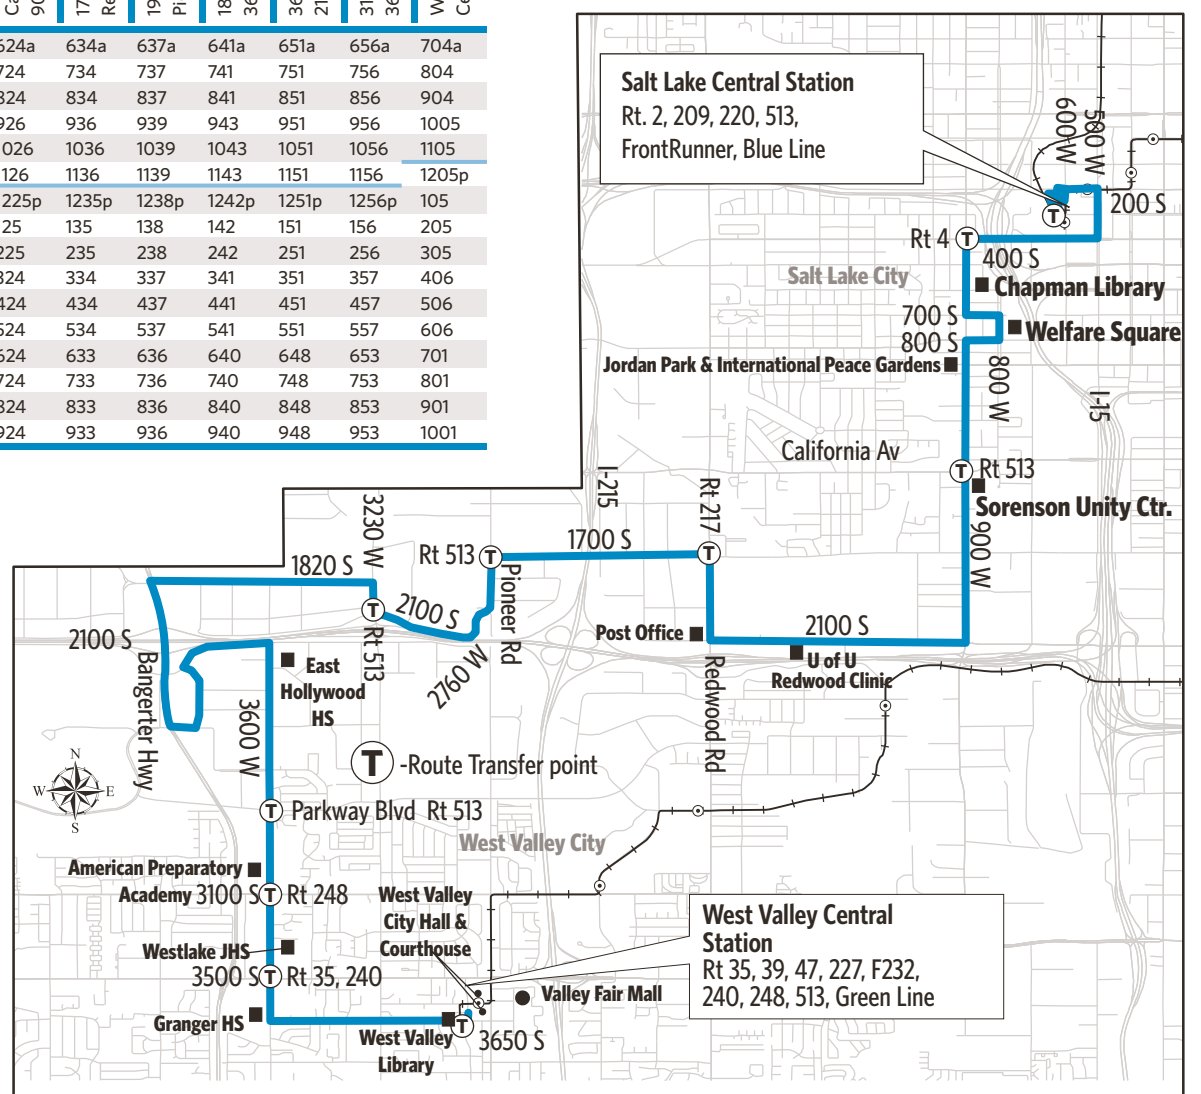 624a 634a 637a 641a 651a 656a 704a
724 734 737 741 751 756 804
824 834 837 841 851 856 904
926 936 939 943 951 956 1005
1036 1039 1043 1051 1056 1105
1136 1139 1143 1151 1156 1205p
1235p 1238p 1242p 1251p 1256p 105
135 138 142 151 156 205
225 235 238 242 251 256 305
324 334 337 341 351 357 406
424 434 437 441 451 457 506
524 534 537 541 551 557 606
624 633 636 640 648 653 701
724 733 736 740 748 753 801
824 833 836 840 848 853 901
924 933 936 940 948 953 1001
Salt Lake Central Station
Rt. 2, 209, 220, 513,
FrontRunner, Blue Line
600 W
500 W
200 S
T
Rt 4
T
400 S
Salt Lake City
Chapman Library
700 S
800 S
Welfare Square
Jordan Park & International Peace Gardens
800 W
I-15
California Av
T
Rt 513
Sorenson Unity Ctr.
900 W
I-215
Rt 217
3230 W
Rt 513
T
1700 S
T
1820 S
Pioneer Rd
2100 S
T
Rt 513
2100 S
Bangerter Hwy
2760 W
Post Office
2100 S
U of U
Redwood Clinic
Redwood Rd
East
Hollywood
HS
3600 W
N
W
E
S
T
-Route Transfer point
T
Parkway Blvd Rt 513
West Valley City
American Preparatory
Academy
3100 S
T
Rt 248
West Valley
City Hall &
Courthouse
Westlake JHS
3500 S
T
Rt 35, 240
West Valley Central
Station
Rt 35, 39, 47, 227, F232,
240, 248, 513, Green Line
Valley Fair Mall
Granger HS
T
3650 S
West Valley
Library